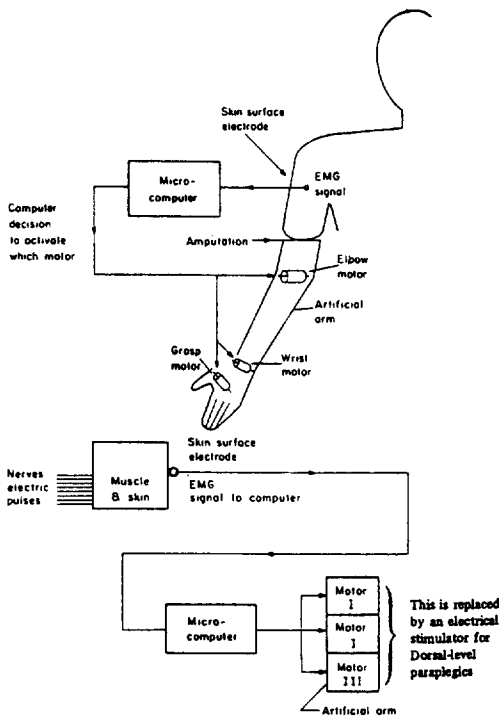 Skin surface
electrode
Micro-
computer
EMG
signal
Computer
decision
to activate
which motor
Amputation
Elbow
motor
Artificial
arm
Grasp
motor
Wrist
motor
Skin surface
electrode
Nerves
electric
pulses
Muscle
& skin
EMG
signal to computer
Micro-
computer
Motor
I
Motor
I
Motor
III
This is replaced
by an electrical
stimulator for
Dorsal-level
paraplegics
Artificial arm